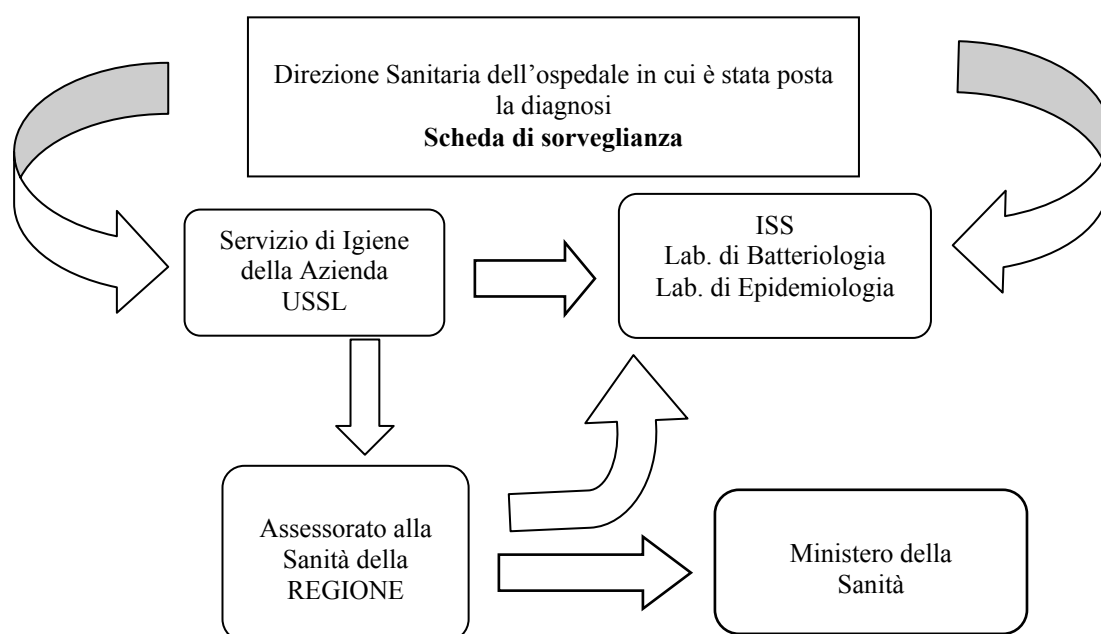 Direzione Sanitaria dell’ospedale in cui è stata posta
la diagnosi
Scheda di sorveglianza
Servizio di Igiene
della Azienda
USSL
ISS
Lab. di Batteriologia
Lab. di Epidemiologia
Assessorato alla
Sanità della
REGIONE
Ministero della
Sanità